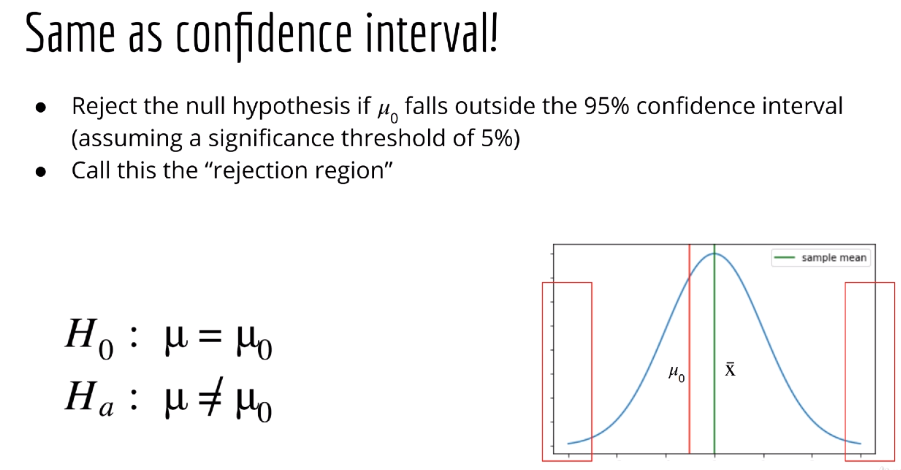 Same as confidence interval!
● Reject the null hypothesis if μ₀ falls outside the 95% confidence interval
(assuming a significance threshold of 5%)
● Call this the “rejection region”
sample mean
H₀ : μ = μ₀
Hₐ : μ ≠ μ₀
μ₀ x̄